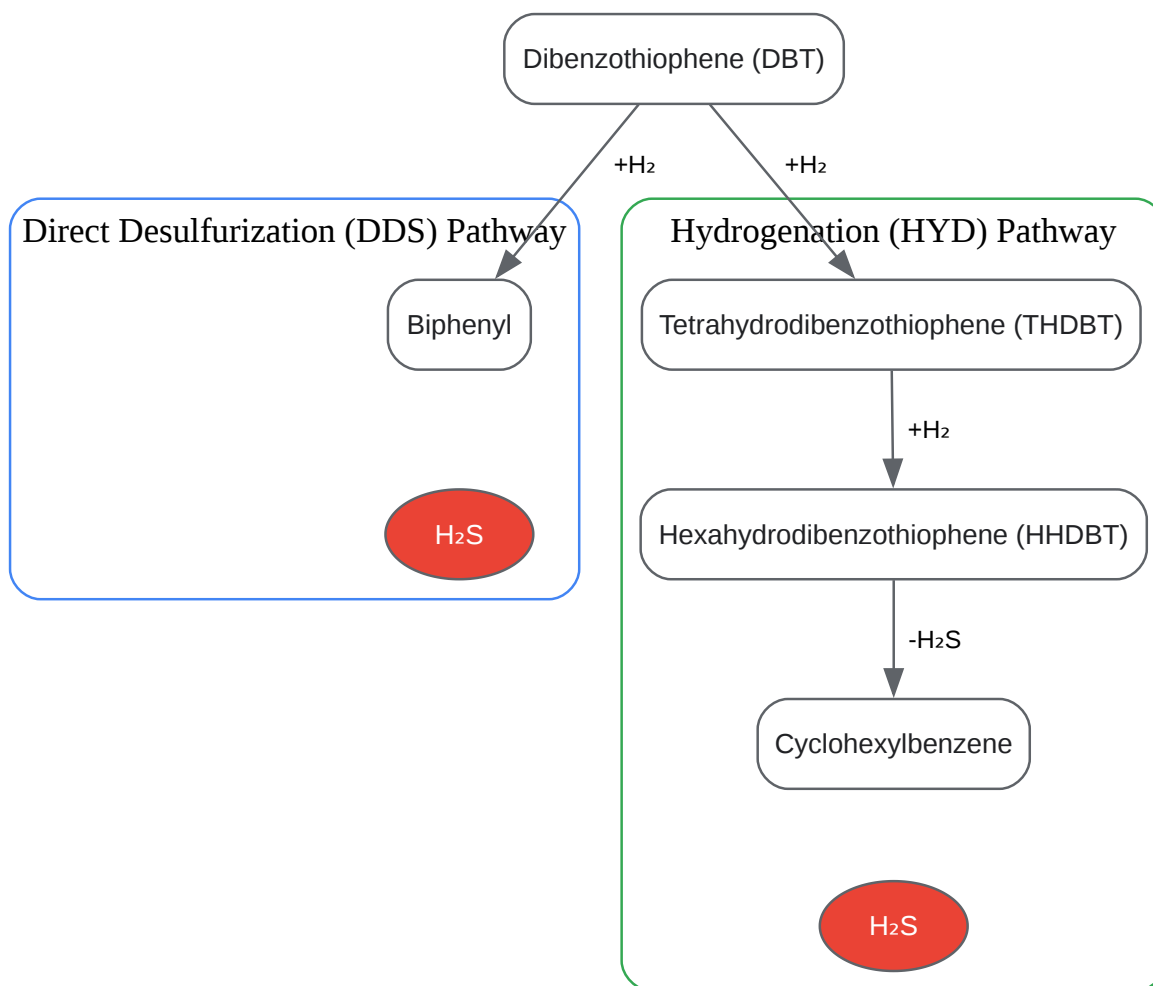 Dibenzothiophene (DBT)
+H₂
+H₂
Direct Desulfurization (DDS) Pathway
Biphenyl
H₂S
Hydrogenation (HYD) Pathway
Tetrahydrodibenzothiophene (THDBT)
+H₂
Hexahydrodibenzothiophene (HHDBT)
-H₂S
Cyclohexylbenzene
H₂S